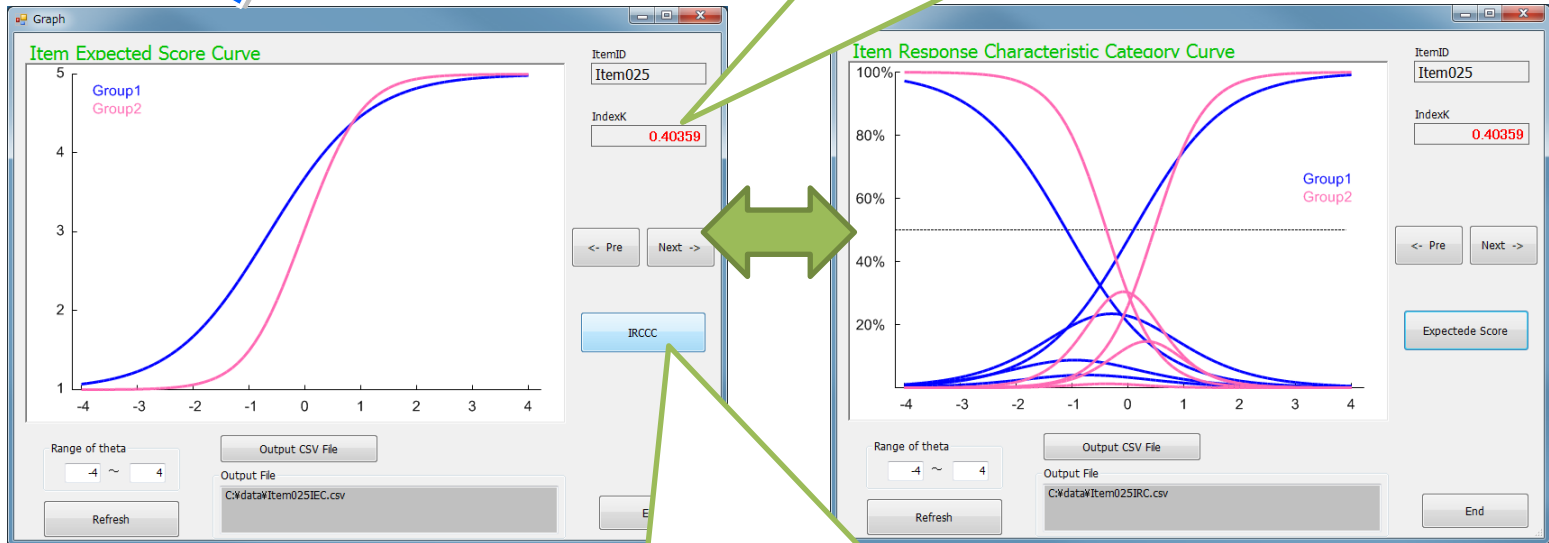 Graph
Item Expected Score Curve
5
4
3
2
1
Group1
Group2
-4 -3 -2 -1 0 1 2 3 4
ItemID
Item025
IndexK
0.40359
<- Pre Next ->
IRCCC
Range of theta
-4 ~ 4
Refresh
Output CSV File
Output File
C:¥data¥Item025IEC.csv
E
Item Response Characteristic Category Curve
100%
80%
60%
40%
20%
Group1
Group2
-4 -3 -2 -1 0 1 2 3 4
ItemID
Item025
IndexK
0.40359
<- Pre Next ->
Expectede Score
Range of theta
-4 ~ 4
Refresh
Output CSV File
Output File
C:¥data¥Item025IRC.csv
End